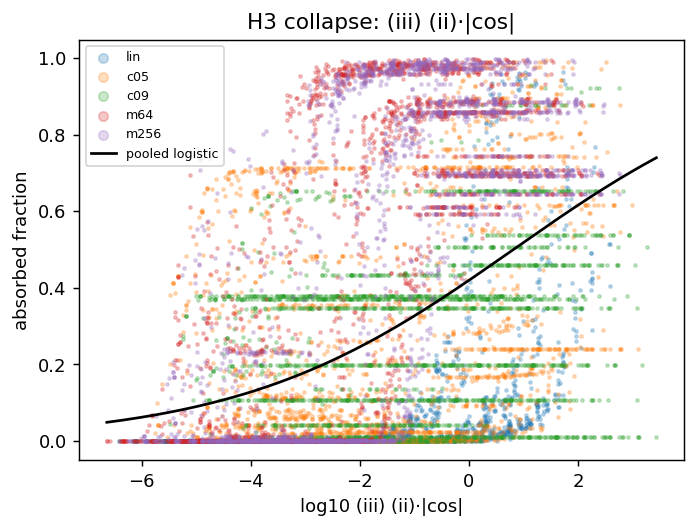 H3 collapse: (iii) (ii)·|cos|
lin
c05
c09
m64
m256
pooled logistic
absorbed fraction
1.0
0.8
0.6
0.4
0.2
0.0
−6
−4
−2
0
2
log10 (iii) (ii)·|cos|